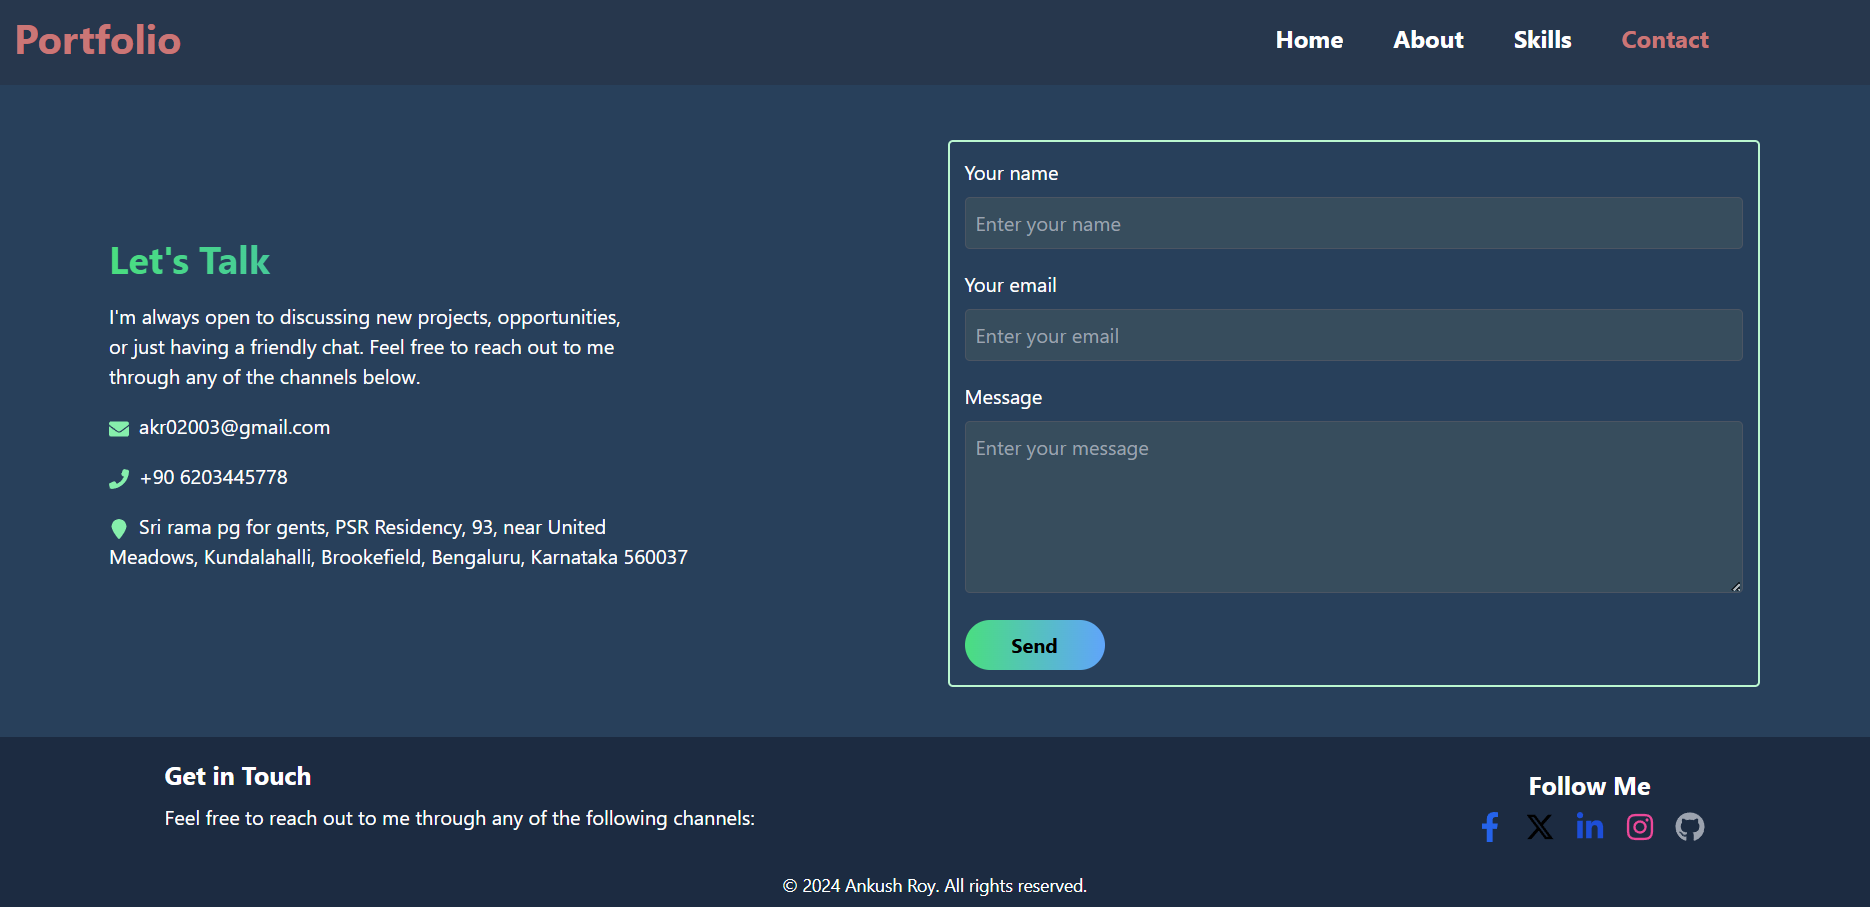 Portfolio
Home About Skills Contact
Let's Talk
I'm always open to discussing new projects, opportunities,
or just having a friendly chat. Feel free to reach out to me
through any of the channels below.
akr02003@gmail.com
+90 6203445778
Sri rama pg for gents, PSR Residency, 93, near United
Meadows, Kundalahalli, Brookefield, Bengaluru, Karnataka 560037
Your name
Enter your name
Your email
Enter your email
Message
Enter your message
Send
Get in Touch
Feel free to reach out to me through any of the following channels:
Follow Me
© 2024 Ankush Roy. All rights reserved.